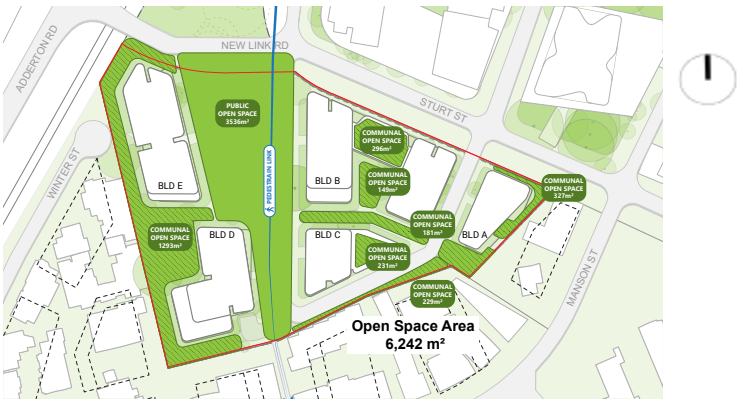 NEW LINK RD
ADDERTON RD
STURT ST
WINTER ST
MANSON ST
PUBLIC
OPEN SPACE
3536m²
PEDESTRAIN LINK
COMMUNAL
OPEN SPACE
296m²
COMMUNAL
OPEN SPACE
149m²
COMMUNAL
OPEN SPACE
327m²
COMMUNAL
OPEN SPACE
181m²
COMMUNAL
OPEN SPACE
1293m²
COMMUNAL
OPEN SPACE
231m²
COMMUNAL
OPEN SPACE
229m²
BLD E
BLD B
BLD D
BLD C
BLD A
Open Space Area
6,242 m²